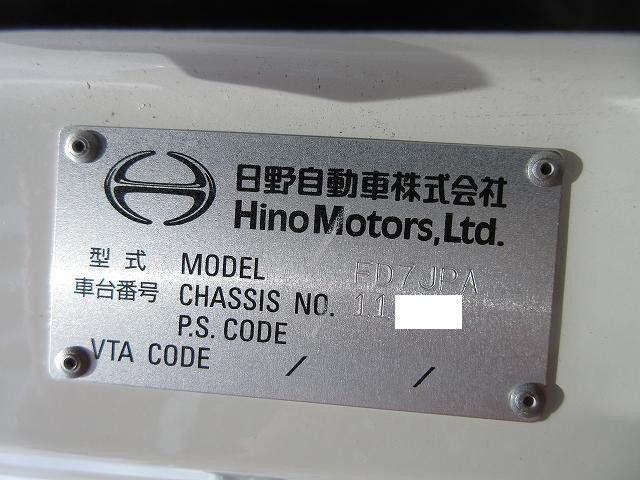 日野自動車株式会社
Hino Motors, Ltd.
型式 MODEL FD7JPA
車台番号 CHASSIS NO. 11
P.S. CODE
VTA CODE / /